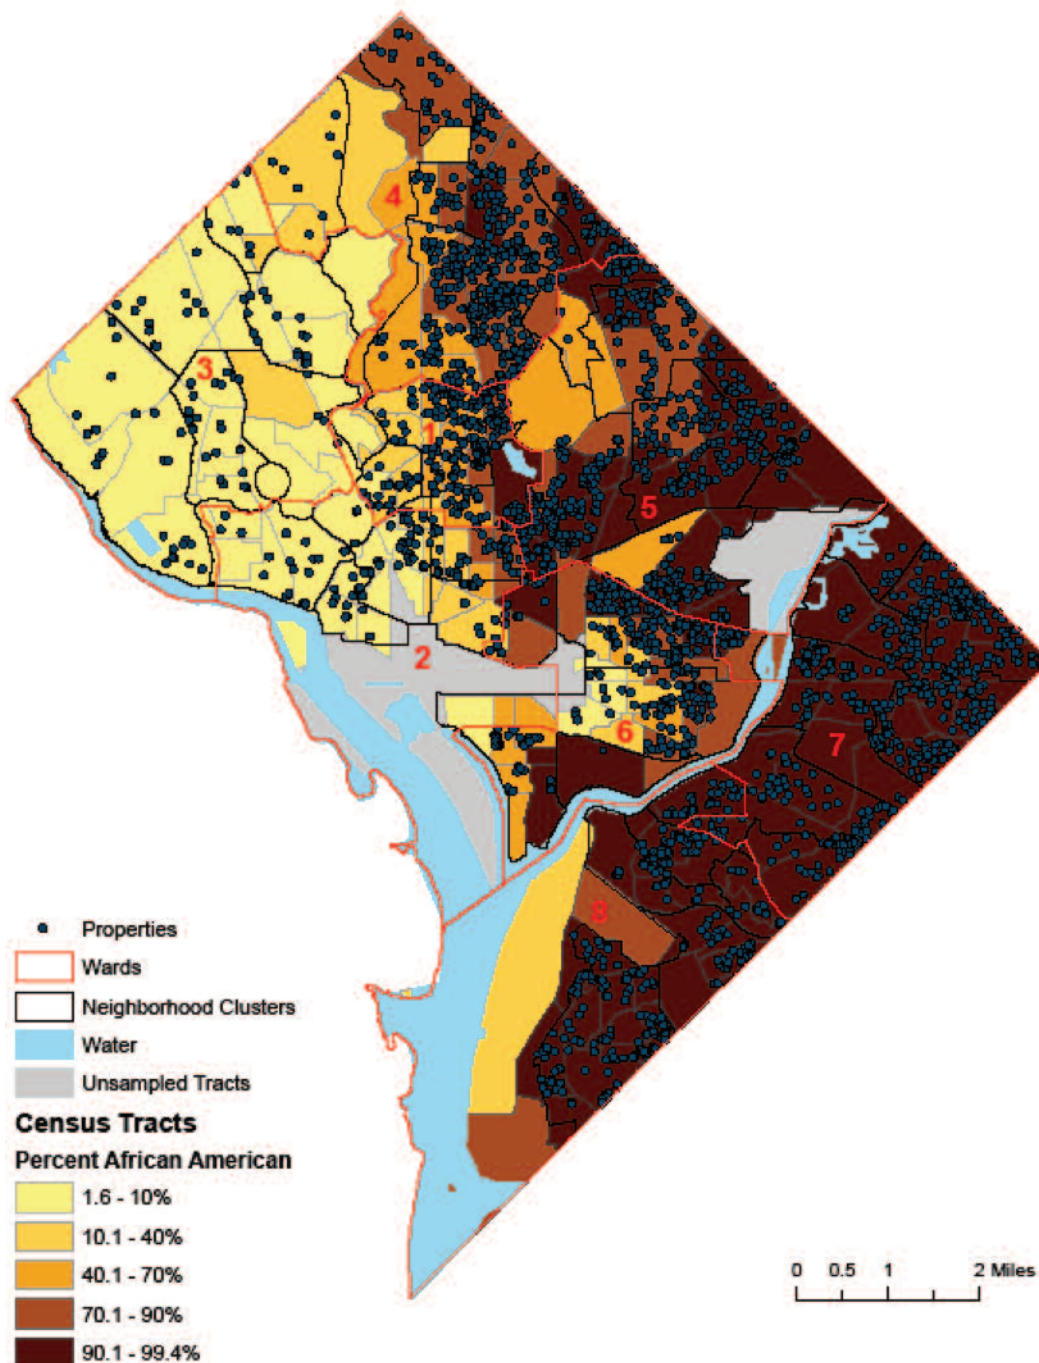 4
3
1
5
2
6
7
8
Properties
Wards
Neighborhood Clusters
Water
Unsampled Tracts
Census Tracts
Percent African American
1.6 - 10%
10.1 - 40%
40.1 - 70%
70.1 - 90%
90.1 - 99.4%
0 0.5 1 2 Miles